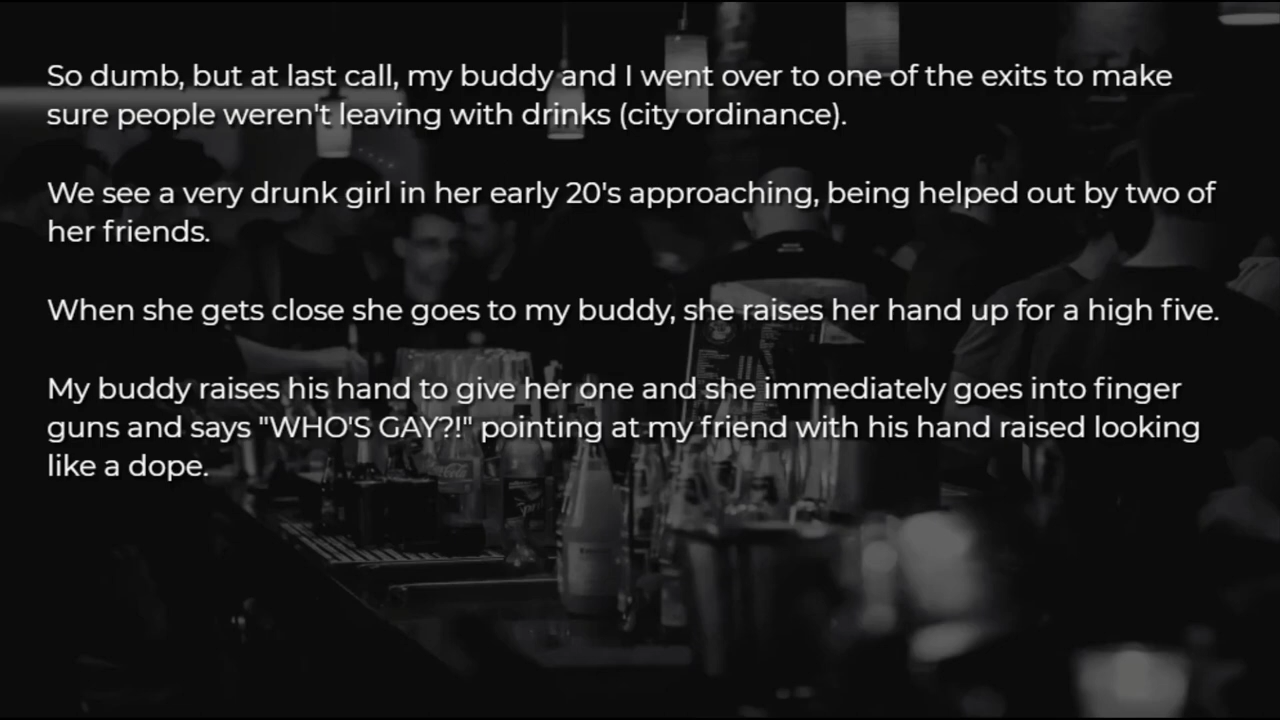 So dumb, but at last call, my buddy and I went over to one of the exits to make
sure people weren't leaving with drinks (city ordinance).
We see a very drunk girl in her early 20's approaching, being helped out by two of
her friends.
When she gets close she goes to my buddy, she raises her hand up for a high five.
My buddy raises his hand to give her one and she immediately goes into finger
guns and says "WHO'S GAY?!" pointing at my friend with his hand raised looking
like a dope.